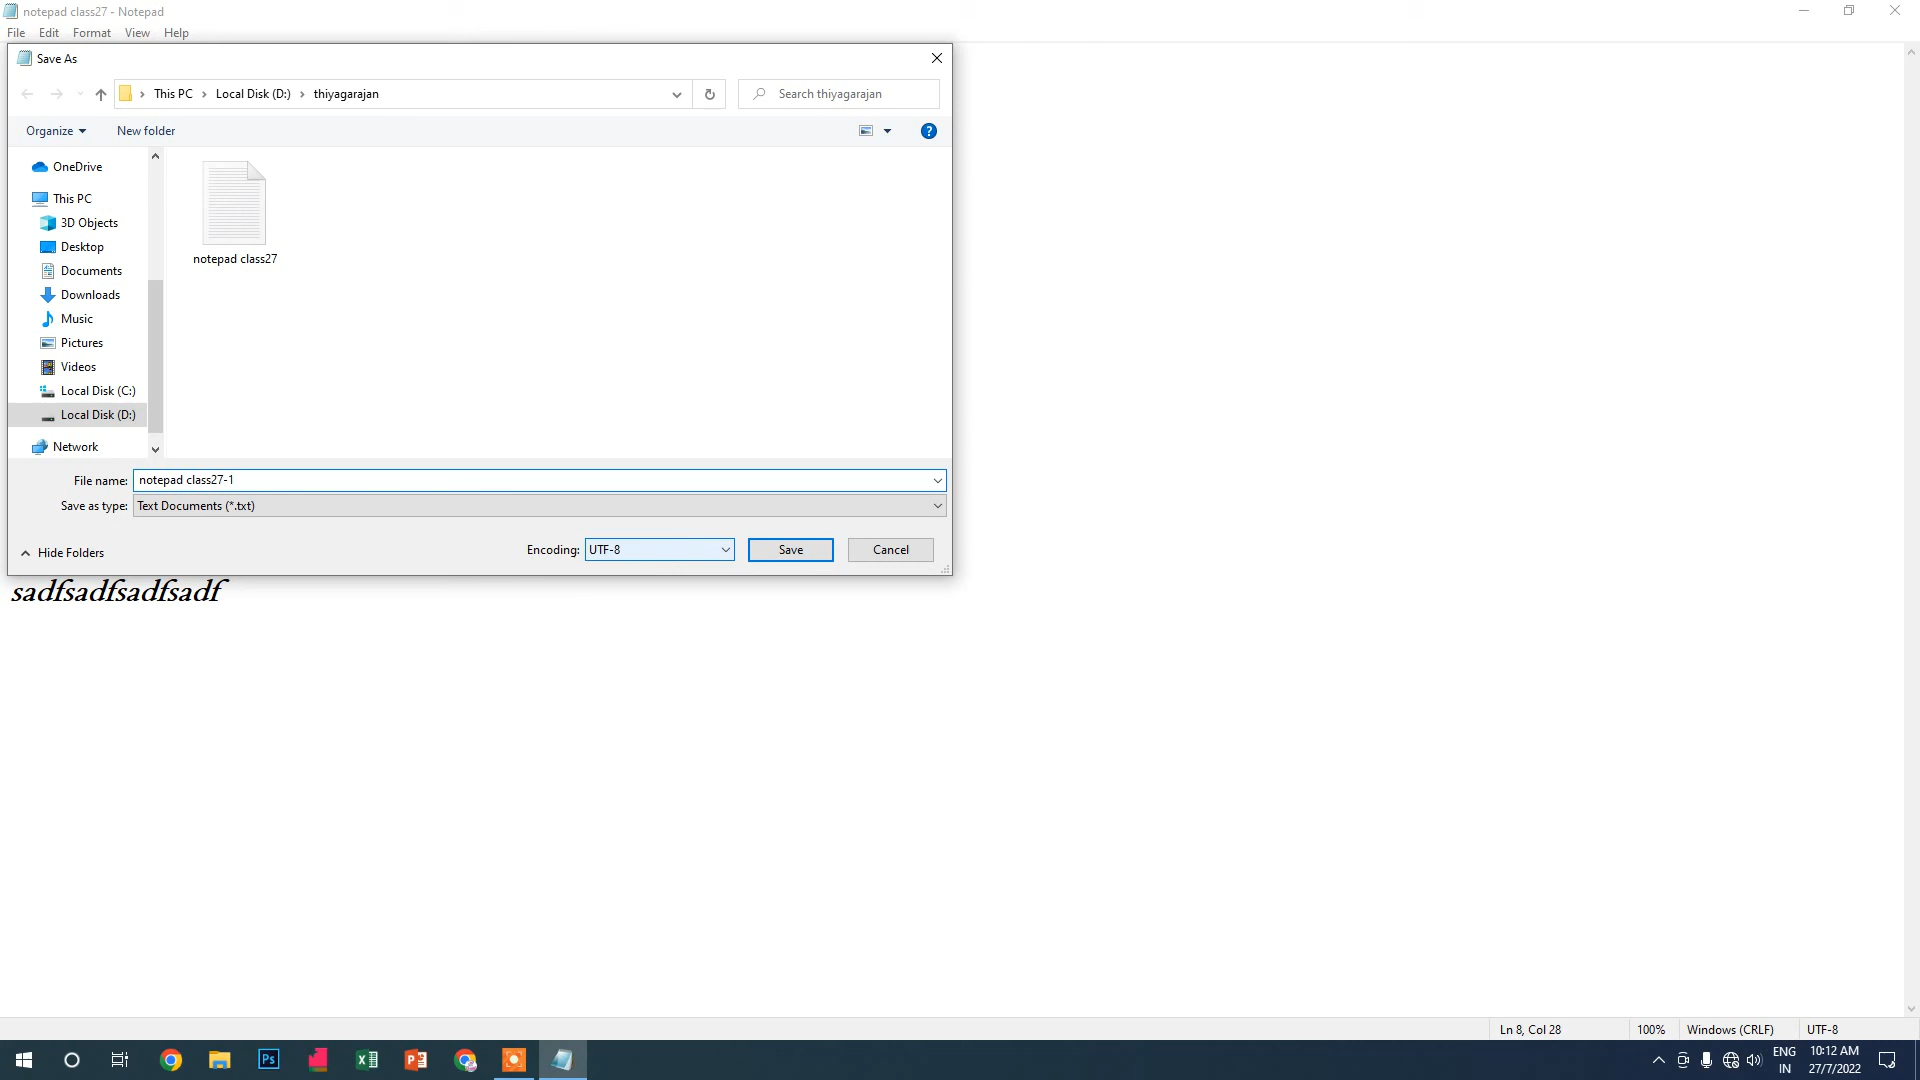 notepad class27 - Notepad
File Edit Format View Help
Save As
This PC Local Disk (D:) thiyagarajan
Search thiyagarajan
Organize New folder
?
OneDrive
This PC
3D Objects
Desktop
Documents
Downloads
Music
Pictures
Videos
Local Disk (C:)
Local Disk (D:)
Network
notepad class27
File name: notepad class27-1
Save as type: Text Documents (*.txt)
Hide Folders
Encoding: UTF-8 Save Cancel
sadfsadfsadfsadf
Ln 8, Col 28 100% Windows (CRLF) UTF-8
Ps
ENG
IN
10:12 AM
27/7/2022